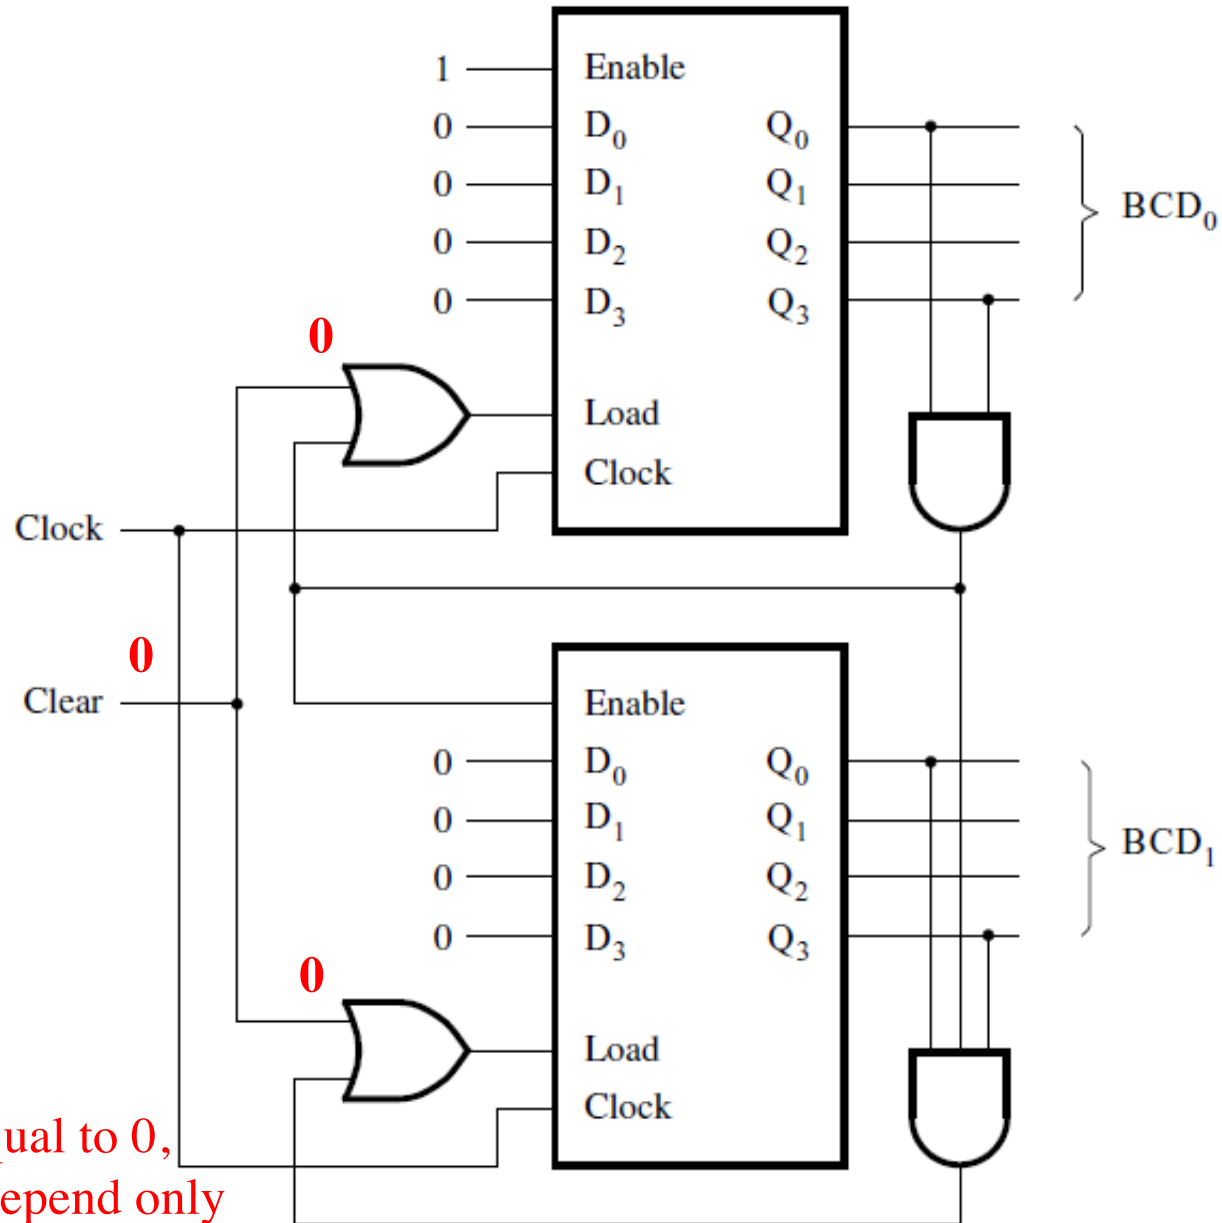 1 Enable
0 D0 Q0
0 D1 Q1
BCD0
0 D2 Q2
0 D3 Q3
0
Load
Clock
Clock
0
Clear
Enable
0 D0 Q0
0 D1 Q1
BCD1
0 D2 Q2
0 D3 Q3
0
Load
Clock
ual to 0,
epend only